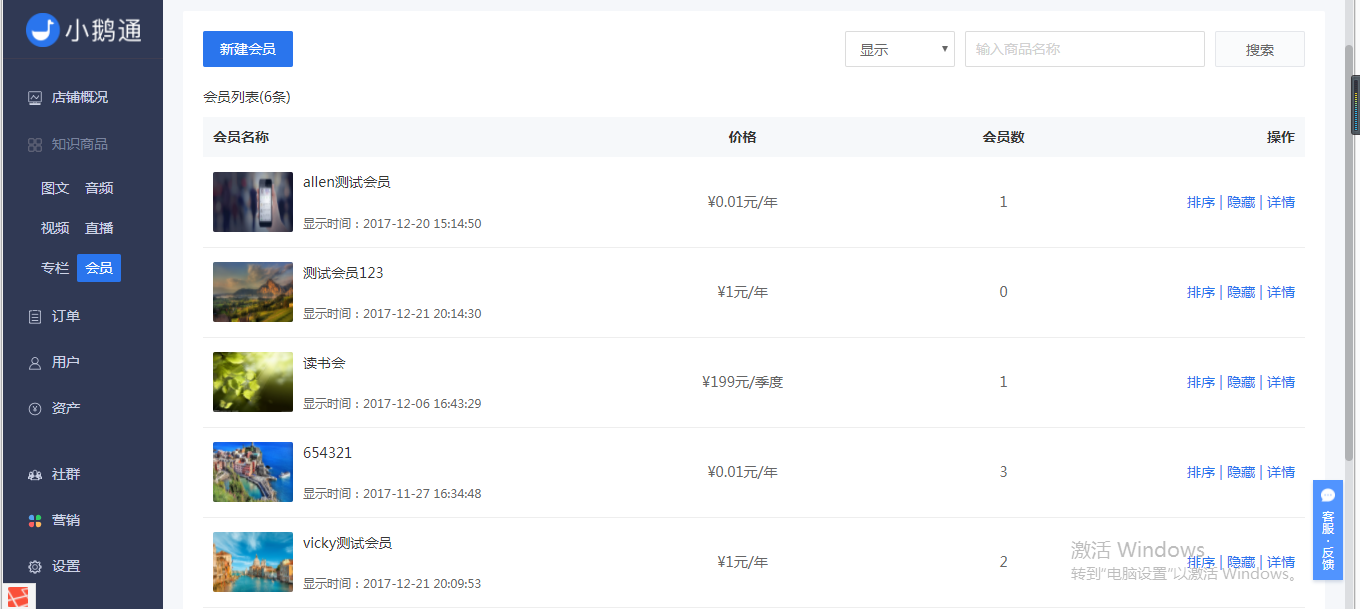 小鹅通
店铺概况
知识商品
图文 音频
视频 直播
专栏 会员
订单
用户
资产
社群
营销
设置
新建会员
显示
输入商品名称
搜索
会员列表(6条)
会员名称 价格 会员数 操作
allen测试会员
显示时间：2017-12-20 15:14:50
¥0.01元/年 1 排序 | 隐藏 | 详情
测试会员123
显示时间：2017-12-21 20:14:30
¥1元/年 0 排序 | 隐藏 | 详情
读书会
显示时间：2017-12-06 16:43:29
¥199元/季度 1 排序 | 隐藏 | 详情
654321
显示时间：2017-11-27 16:34:48
¥0.01元/年 3 排序 | 隐藏 | 详情
vicky测试会员
显示时间：2017-12-21 20:09:53
¥1元/年 2 排序 | 隐藏 | 详情
激活 Windows
转到"电脑设置"以激活 Windows。
客服·反馈